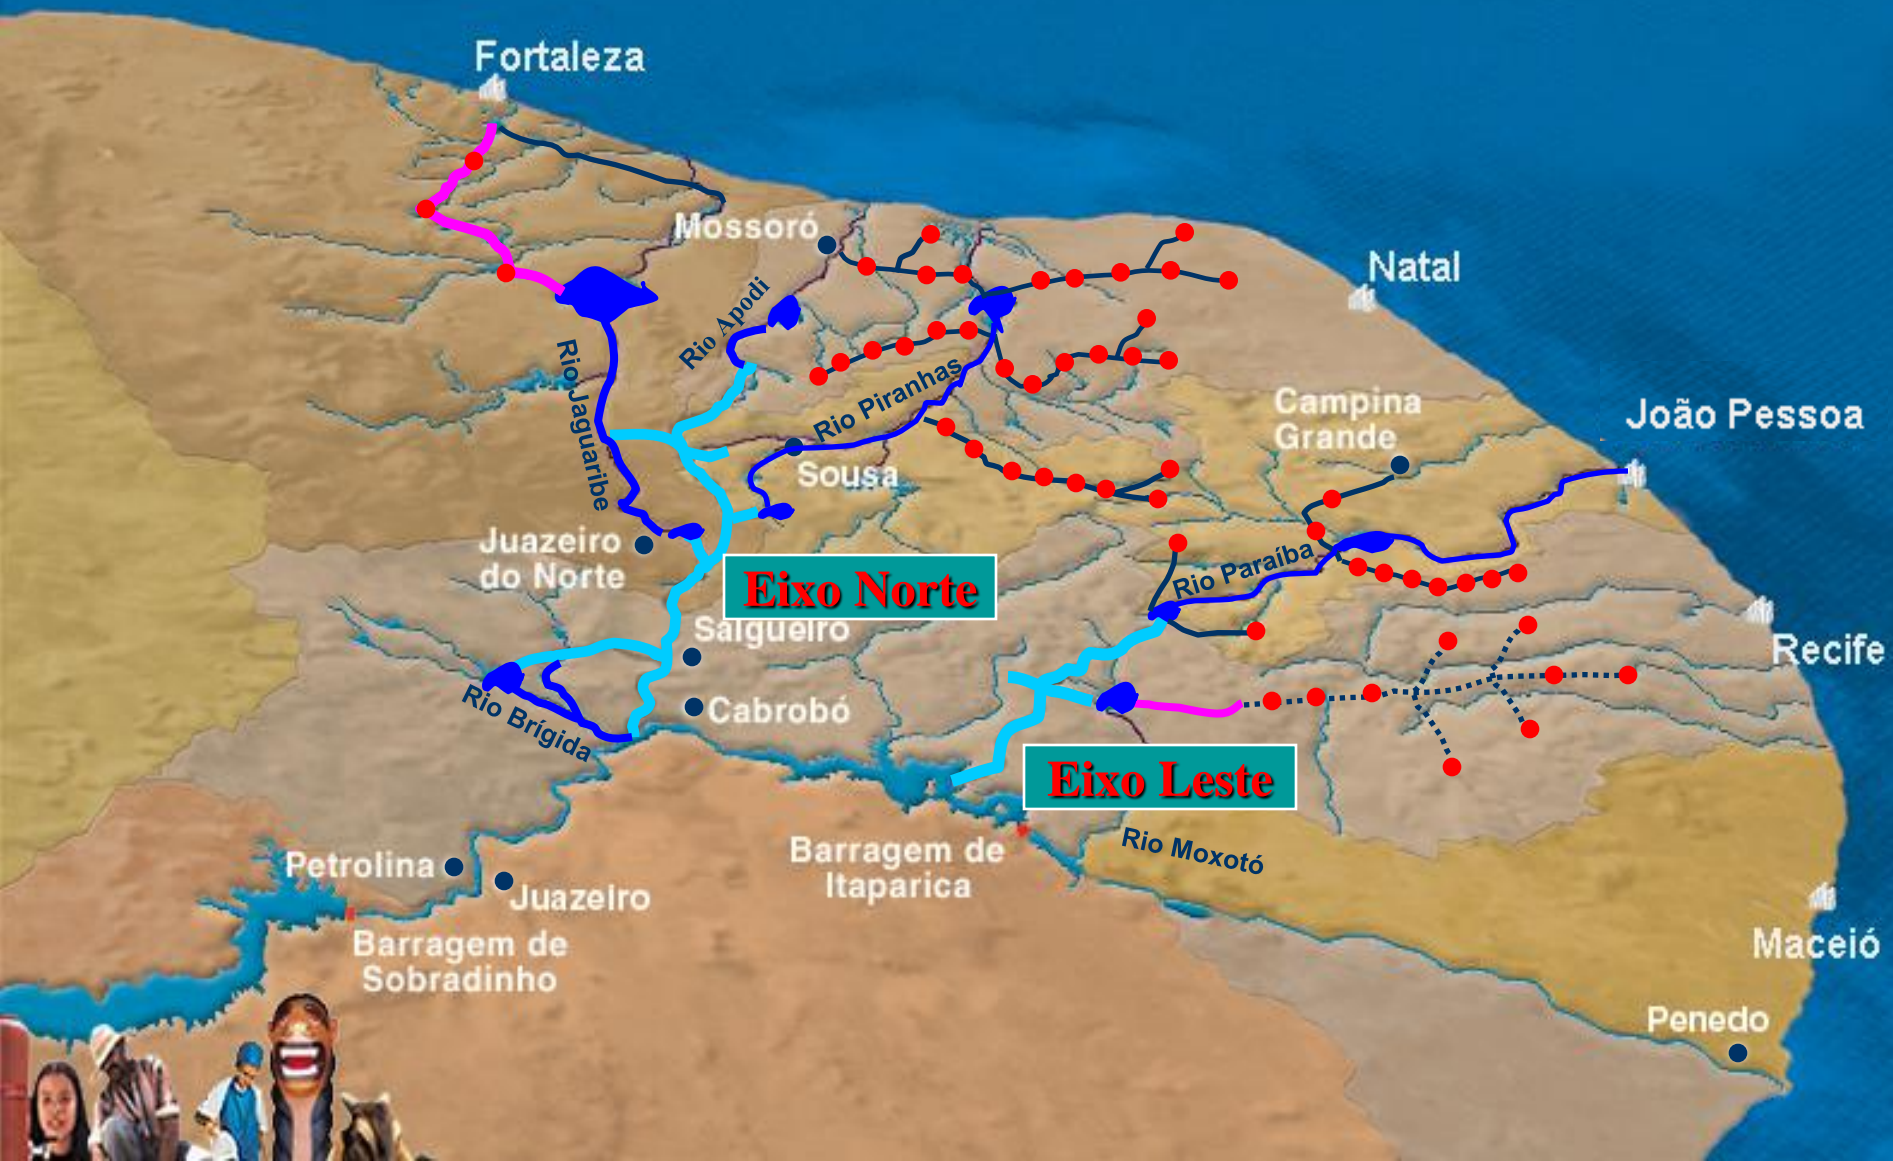 Fortaleza
Mossoró
Natal
Rio Apodi
Rio Jaguaribe
Rio Piranhas
Campina
Grande
João Pessoa
Sousa
Juazeiro
do Norte
Eixo Norte
Rio Paraíba
Salgueiro
Recife
Rio Brígida
Cabrobó
Eixo Leste
Rio Moxotó
Barragem de
Itaparica
Petrolina
Juazeiro
Barragem de
Sobradinho
Maceió
Penedo